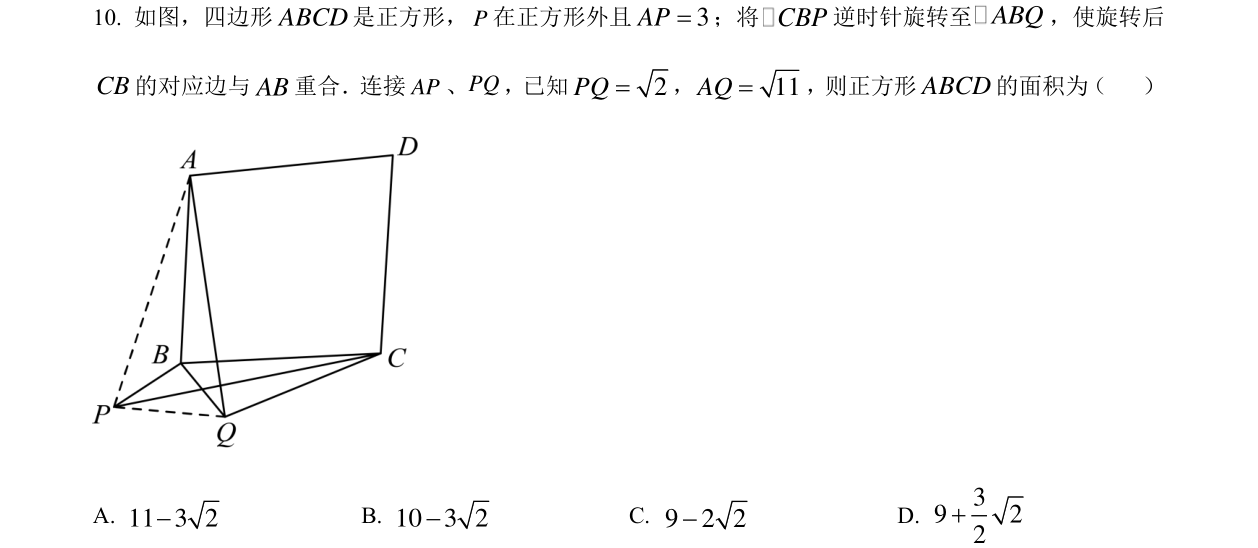 10. 如图，四边形 ABCD 是正方形， P 在正方形外且 AP = 3；将□CBP 逆时针旋转至□ABQ，使旋转后
CB 的对应边与 AB 重合．连接 AP 、PQ，已知 PQ = √2，AQ = √11，则正方形 ABCD 的面积为（ ）
A
D
B
C
P
Q
A. 11−3√2 B. 10−3√2 C. 9−2√2 D. 9+3/2√2